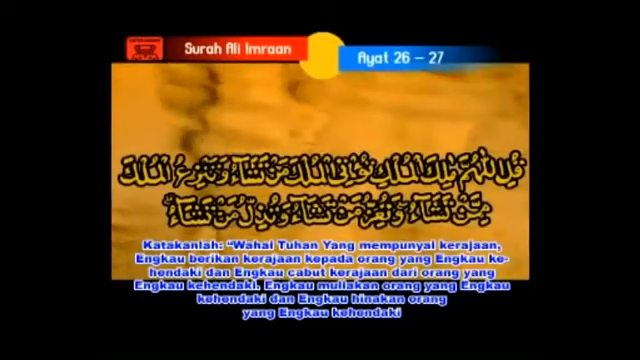 Surah Ali Imraan
Ayat 26 – 27
قُلِ اللَّهُمَّ مَالِكَ الْمُلْكِ تُؤْتِي الْمُلْكَ مَنْ تَشَاءُ وَتَنْزِعُ الْمُلْكَ
مِمَّنْ تَشَاءُ وَتُعِزُّ مَنْ تَشَاءُ وَتُذِلُّ مَنْ تَشَاءُ
Katakanlah: "Wahai Tuhan Yang mempunyai kerajaan,
Engkau berikan kerajaan kepada orang yang Engkau ke-
hendaki dan Engkau cabut kerajaan dari orang yang
Engkau kehendaki. Engkau muliakan orang yang Engkau
kehendaki dan Engkau hinakan orang
yang Engkau kehendaki